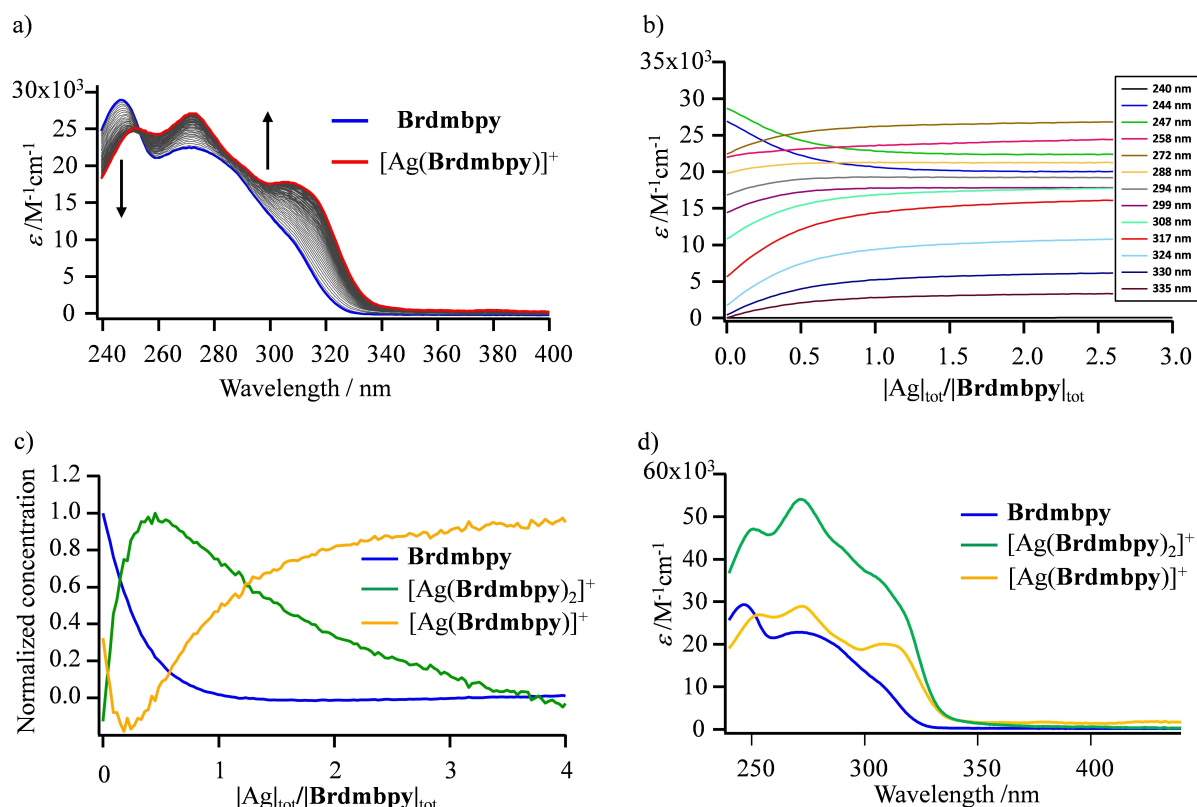 a)
30x10³
25
20
15
10
5
0
ε /M⁻¹cm⁻¹
240 260 280 300 320 340 360 380 400
Wavelength / nm
Brdmbpy
[Ag(Brdmbpy)]⁺
b)
35x10³
30
25
20
15
10
5
0
ε /M⁻¹cm⁻¹
0.0 0.5 1.0 1.5 2.0 2.5 3.0
|Ag|tot/|Brdmbpy|tot
240 nm
244 nm
247 nm
258 nm
272 nm
288 nm
294 nm
299 nm
308 nm
317 nm
324 nm
330 nm
335 nm
c)
1.2
1.0
0.8
0.6
0.4
0.2
0.0
Normalized concentration
0 1 2 3 4
|Ag|tot/|Brdmbpy|tot
Brdmbpy
[Ag(Brdmbpy)₂]⁺
[Ag(Brdmbpy)]⁺
d)
60x10³
50
40
30
20
10
0
ε /M⁻¹cm⁻¹
250 300 350 400
Wavelength /nm
Brdmbpy
[Ag(Brdmbpy)₂]⁺
[Ag(Brdmbpy)]⁺